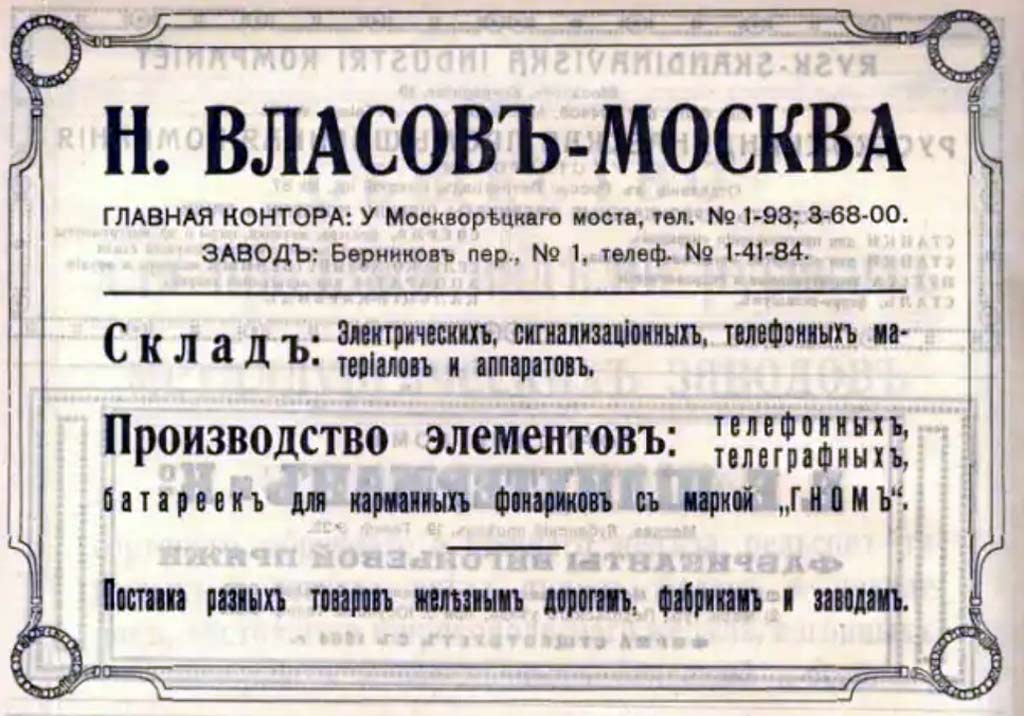 Н. ВЛАСОВЪ-МОСКВА
ГЛАВНАЯ КОНТОРА: У Москворѣцкаго моста, тел. № 1-93; 3-68-00.
ЗАВОДЪ: Берниковъ пер., № 1, телеф. № 1-41-84.
Складъ: Электрическихъ, сигнализаціонныхъ, телефонныхъ ма-
теріаловъ и аппаратовъ.
Производство элементовъ: телефонныхъ,
телеграфныхъ,
батареекъ для карманныхъ фонариковъ съ маркой „ГНОМЪ“.
Поставка разныхъ товаровъ желѣзнымъ дорогамъ, фабрикамъ и заводамъ.